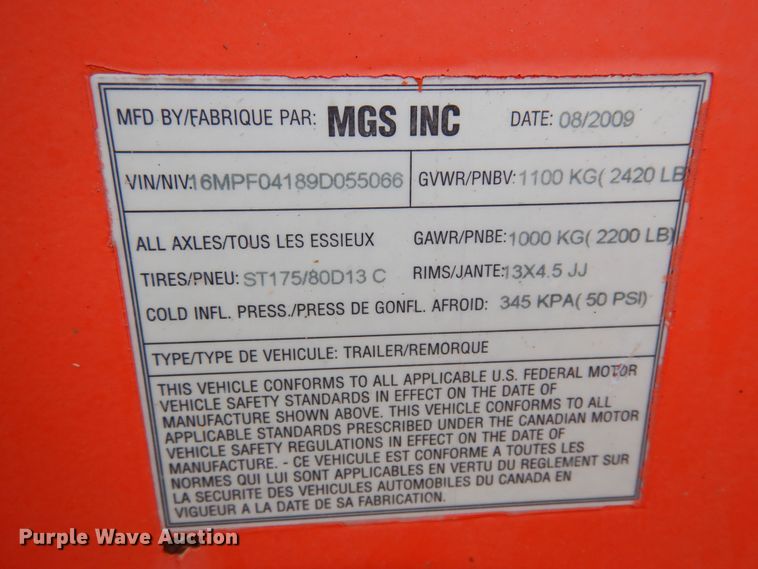 MFD BY/FABRIQUE PAR: MGS INC DATE: 08/2009
VIN/NIV: 16MPF04189D055066 GVWR/PNBV: 1100 KG( 2420 LB
ALL AXLES/TOUS LES ESSIEUX GAWR/PNBE: 1000 KG( 2200 LB)
TIRES/PNEU: ST175/80D13 C RIMS/JANTE: 13X4.5 JJ
COLD INFL. PRESS./PRESS DE GONFL. AFROID: 345 KPA( 50 PSI)
TYPE/TYPE DE VEHICULE: TRAILER/REMORQUE
THIS VEHICLE CONFORMS TO ALL APPLICABLE U.S. FEDERAL MOTOR
VEHICLE SAFETY STANDARDS IN EFFECT ON THE DATE OF
MANUFACTURE SHOWN ABOVE. THIS VEHICLE CONFORMS TO ALL
APPLICABLE STANDARDS PRESCRIBED UNDER THE CANADIAN MOTOR
VEHICLE SAFETY REGULATIONS IN EFFECT ON THE DATE OF
MANUFACTURE. - CE VEHICULE EST CONFORME A TOUTES LES
NORMES QUI LUI SONT APPLICABLES EN VERTU DU REGLEMENT SUR
LA SECURITE DES VEHICULES AUTOMOBILES DU CANADA EN
VIGUEUR A LA DATE DE SA FABRICATION.
Purple Wave Auction